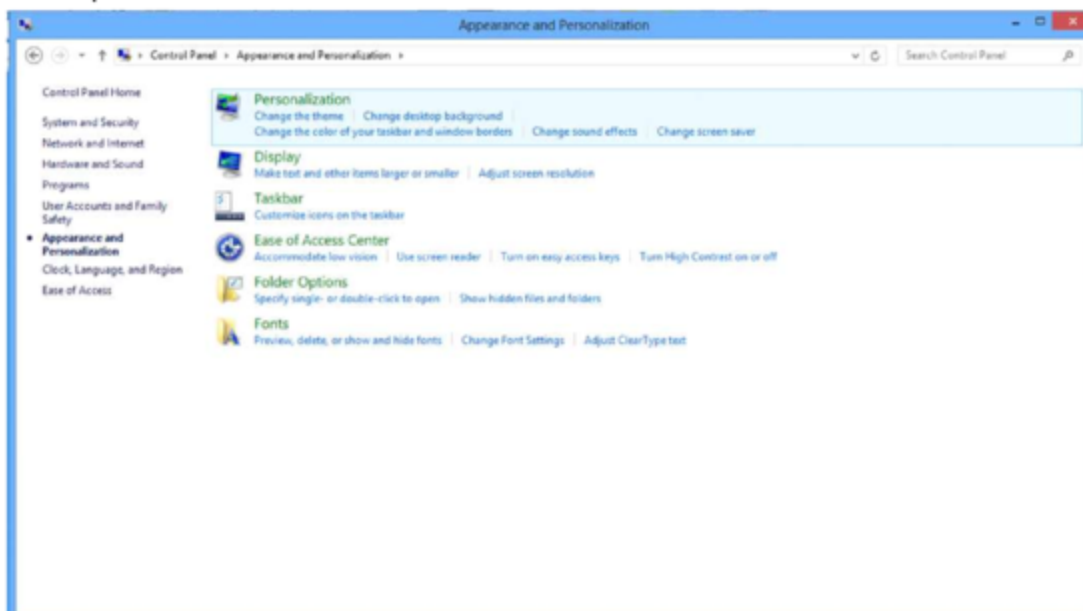 Appearance and Personalization
Control Panel Appearance and Personalization
Search Control Panel
Control Panel Home
System and Security
Network and Internet
Hardware and Sound
Programs
User Accounts and Family
Safety
Appearance and
Personalization
Clock, Language, and Region
Ease of Access
Personalization
Change the theme Change desktop background
Change the color of your taskbar and window borders Change sound effects Change screen saver
Display
Make text and other items larger or smaller Adjust screen resolution
Taskbar
Customize icons on the taskbar
Ease of Access Center
Accommodate low vision Use screen reader Turn on easy access keys Turn High Contrast on or off
Folder Options
Specify single- or double-click to open Show hidden files and folders
Fonts
Preview, delete, or show and hide fonts Change Font Settings Adjust ClearType text